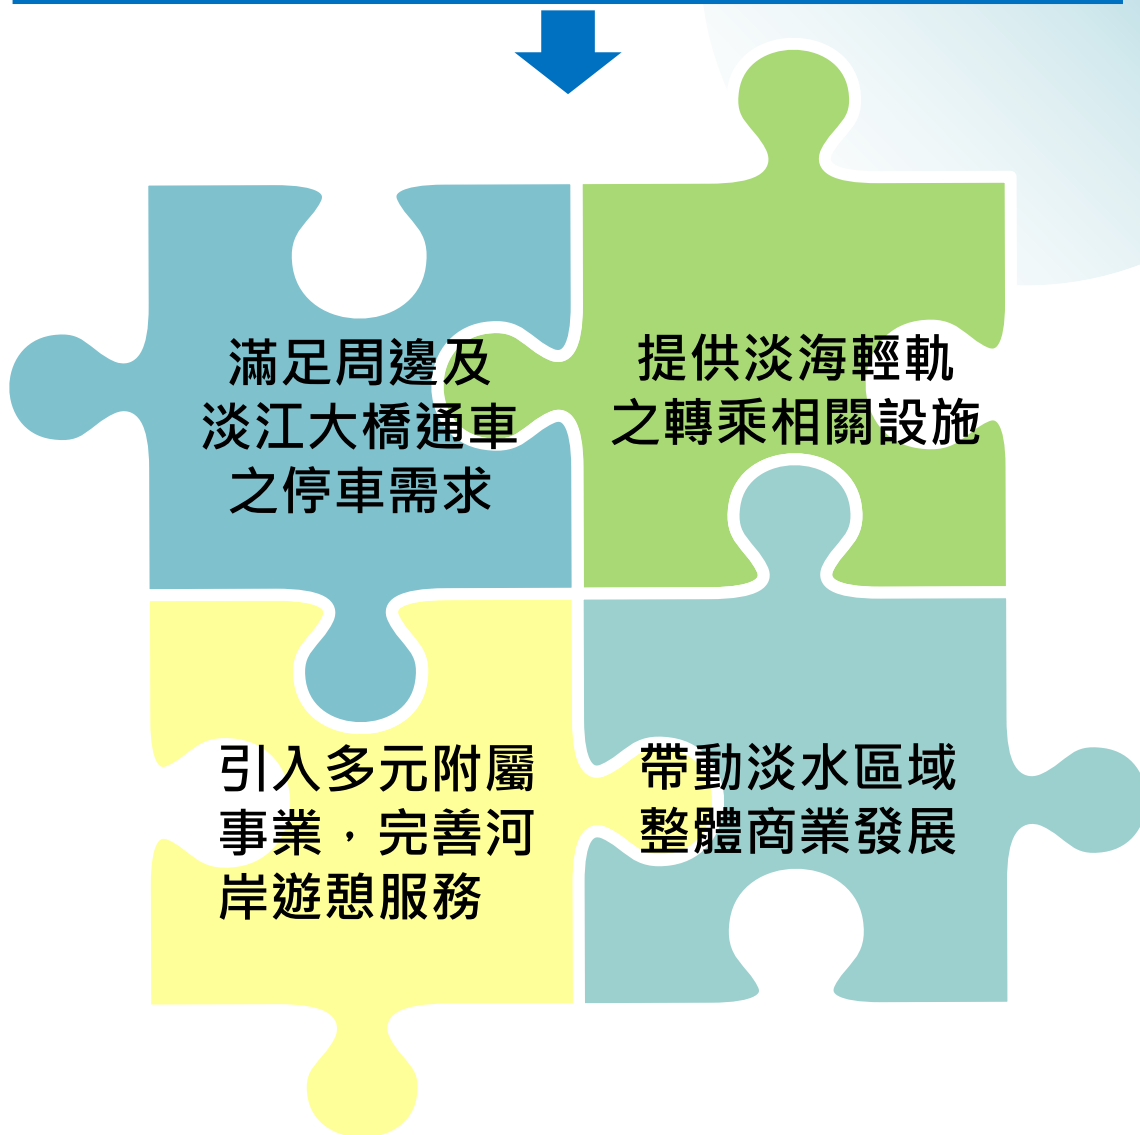 滿足周邊及
淡江大橋通車
之停車需求
提供淡海輕軌
之轉乘相關設施
引入多元附屬
事業，完善河
岸遊憩服務
帶動淡水區域
整體商業發展